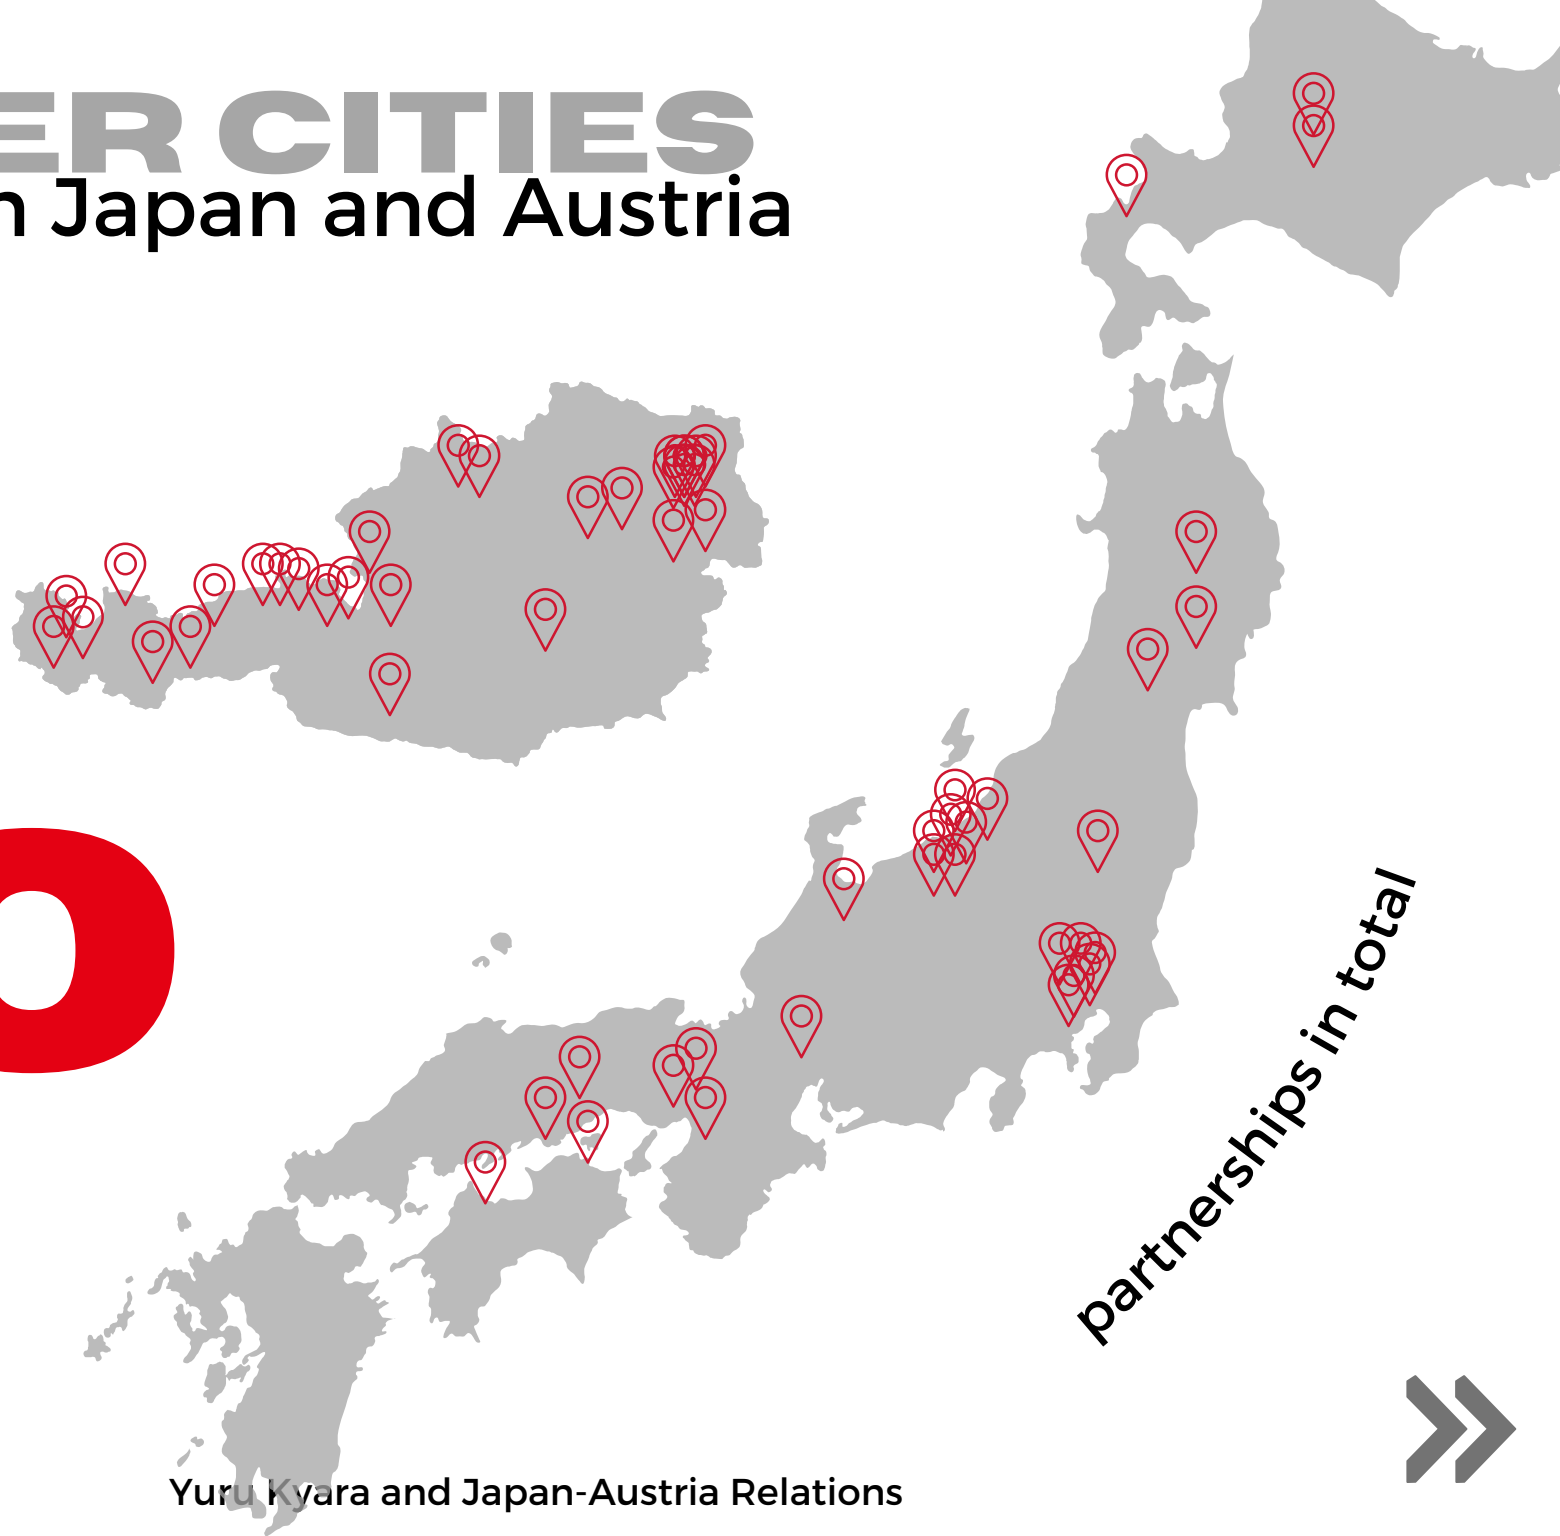 ER CITIES
n Japan and Austria
partnerships in total
Yuru Kyara and Japan-Austria Relations